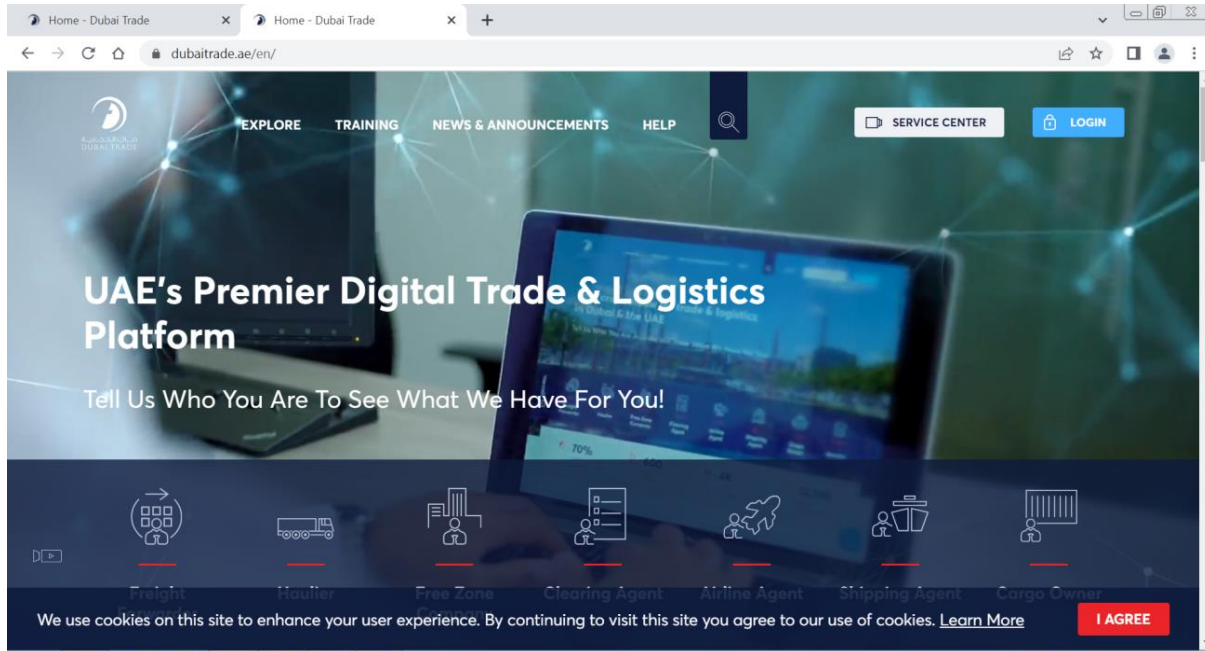 Home - Dubai Trade
Home - Dubai Trade
dubaitrade.ae/en/
DUBAI TRADE
EXPLORE
TRAINING
NEWS & ANNOUNCEMENTS
HELP
SERVICE CENTER
LOGIN
UAE's Premier Digital Trade & Logistics
Platform
Tell Us Who You Are To See What We Have For You!
70%
Freight
Haulier
Free Zone
Clearing Agent
Airline Agent
Shipping Agent
Cargo Owner
Forwarder
Company
We use cookies on this site to enhance your user experience. By continuing to visit this site you agree to our use of cookies. Learn More
I AGREE